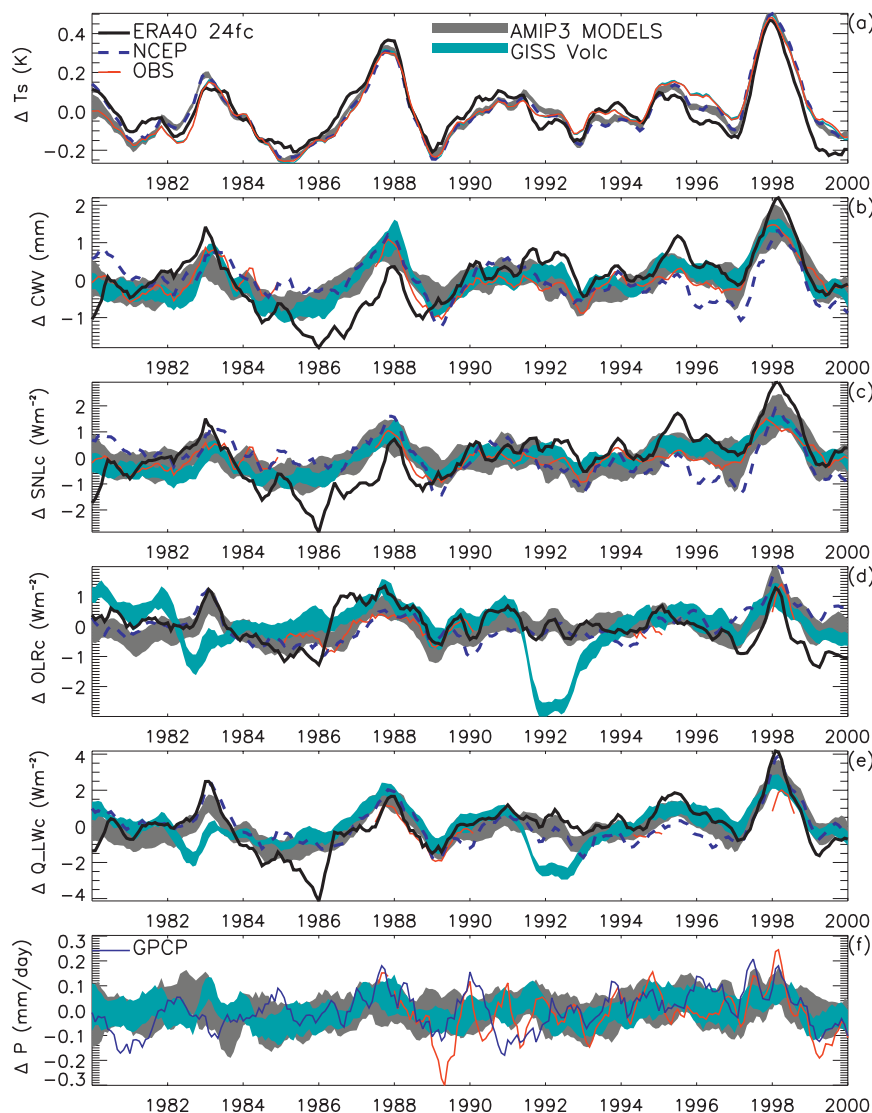 ERA40 24fc
NCEP
OBS
AMIP3 MODELS
GISS Volc
(a)
Δ Ts (K)
0.4
0.2
0.0
−0.2
1982 1984 1986 1988 1990 1992 1994 1996 1998 2000
(b)
Δ CWV (mm)
2
1
0
−1
1982 1984 1986 1988 1990 1992 1994 1996 1998 2000
(c)
Δ SNLc (Wm⁻²)
2
1
0
−1
−2
1982 1984 1986 1988 1990 1992 1994 1996 1998 2000
(d)
Δ OLRc (Wm⁻²)
1
0
−1
−2
1982 1984 1986 1988 1990 1992 1994 1996 1998 2000
(e)
Δ Q_LWc (Wm⁻²)
4
2
0
−2
−4
1982 1984 1986 1988 1990 1992 1994 1996 1998 2000
GPCP
(f)
Δ P (mm/day)
0.3
0.2
0.1
0.0
−0.1
−0.2
−0.3
1982 1984 1986 1988 1990 1992 1994 1996 1998 2000